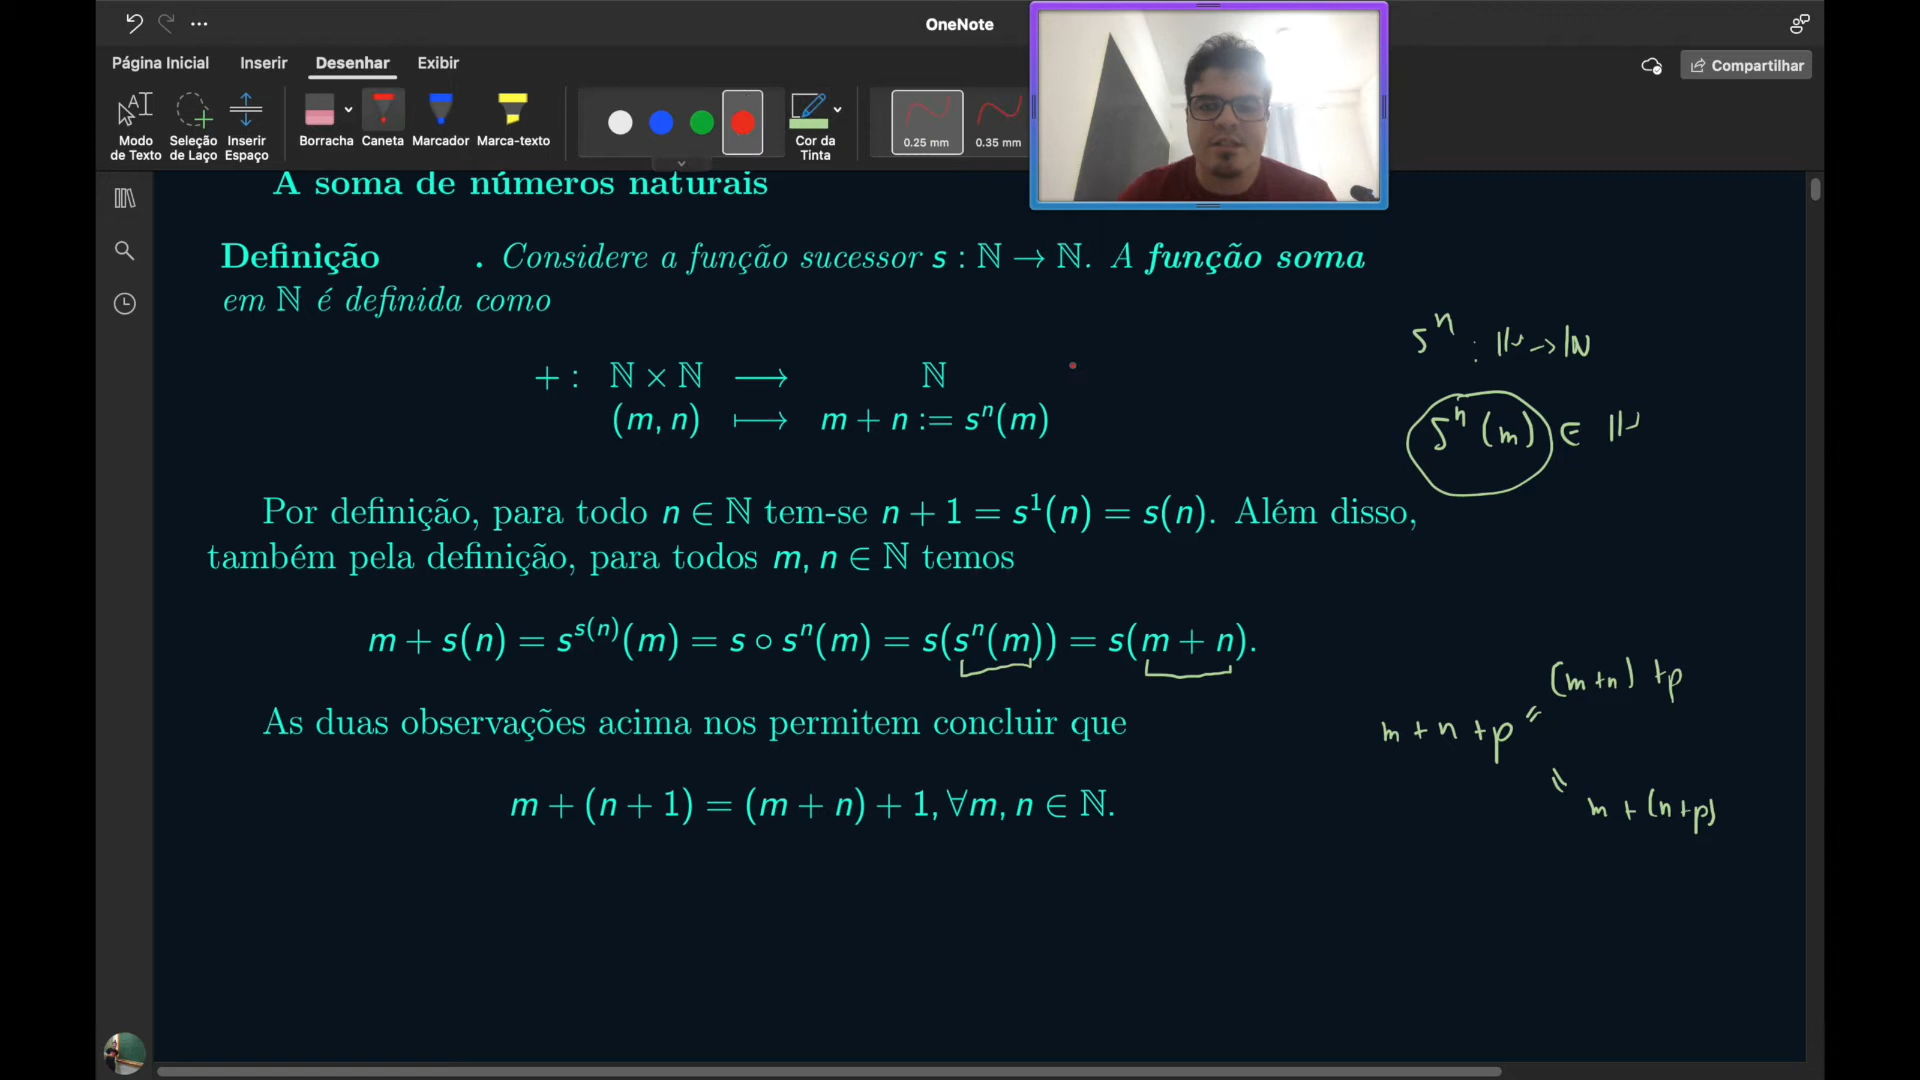 OneNote
Página Inicial Inserir Desenhar Exibir
Compartilhar
Modo de Texto
Seleção de Laço
Inserir Espaço
Borracha
Caneta
Marcador
Marca-texto
Cor da Tinta
0.25 mm
0.35 mm
A soma de números naturais
Definição . Considere a função sucessor s : ℕ → ℕ. A função soma
em ℕ é definida como
+ : ℕ × ℕ ⟶ ℕ
(m, n) ⟼ m + n := sⁿ(m)
sⁿ : ℕ → ℕ
sⁿ(m) ∈ ℕ
Por definição, para todo n ∈ ℕ tem-se n + 1 = s¹(n) = s(n). Além disso,
também pela definição, para todos m, n ∈ ℕ temos
m + s(n) = s^{s(n)}(m) = s ∘ sⁿ(m) = s(sⁿ(m)) = s(m + n).
As duas observações acima nos permitem concluir que
m + (n + 1) = (m + n) + 1, ∀m, n ∈ ℕ.
(m+n) + p
m + n + p =
=
m + (n+p)